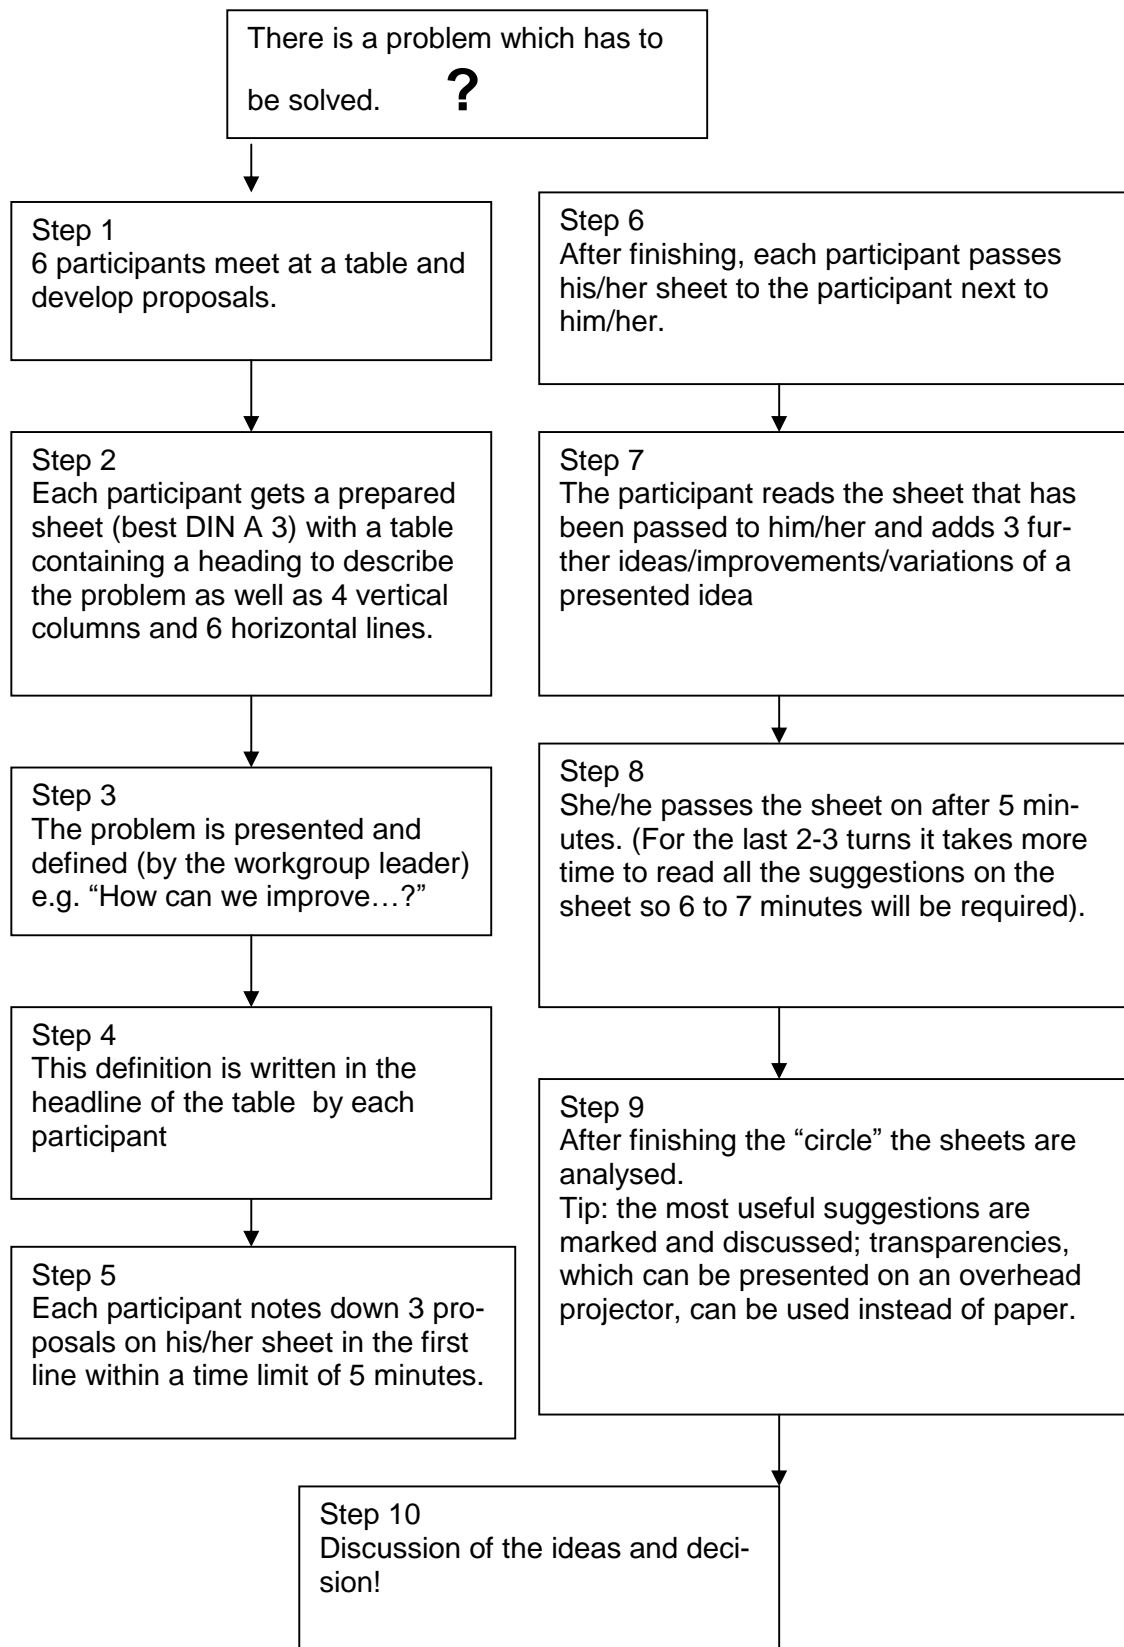 There is a problem which has to
be solved. ?
Step 1
6 participants meet at a table and
develop proposals.
Step 2
Each participant gets a prepared
sheet (best DIN A 3) with a table
containing a heading to describe
the problem as well as 4 vertical
columns and 6 horizontal lines.
Step 3
The problem is presented and
defined (by the workgroup leader)
e.g. “How can we improve…?”
Step 4
This definition is written in the
headline of the table by each
participant
Step 5
Each participant notes down 3 pro-
posals on his/her sheet in the first
line within a time limit of 5 minutes.
Step 6
After finishing, each participant passes
his/her sheet to the participant next to
him/her.
Step 7
The participant reads the sheet that has
been passed to him/her and adds 3 fur-
ther ideas/improvements/variations of a
presented idea
Step 8
She/he passes the sheet on after 5 min-
utes. (For the last 2-3 turns it takes more
time to read all the suggestions on the
sheet so 6 to 7 minutes will be required).
Step 9
After finishing the “circle” the sheets are
analysed.
Tip: the most useful suggestions are
marked and discussed; transparencies,
which can be presented on an overhead
projector, can be used instead of paper.
Step 10
Discussion of the ideas and deci-
sion!